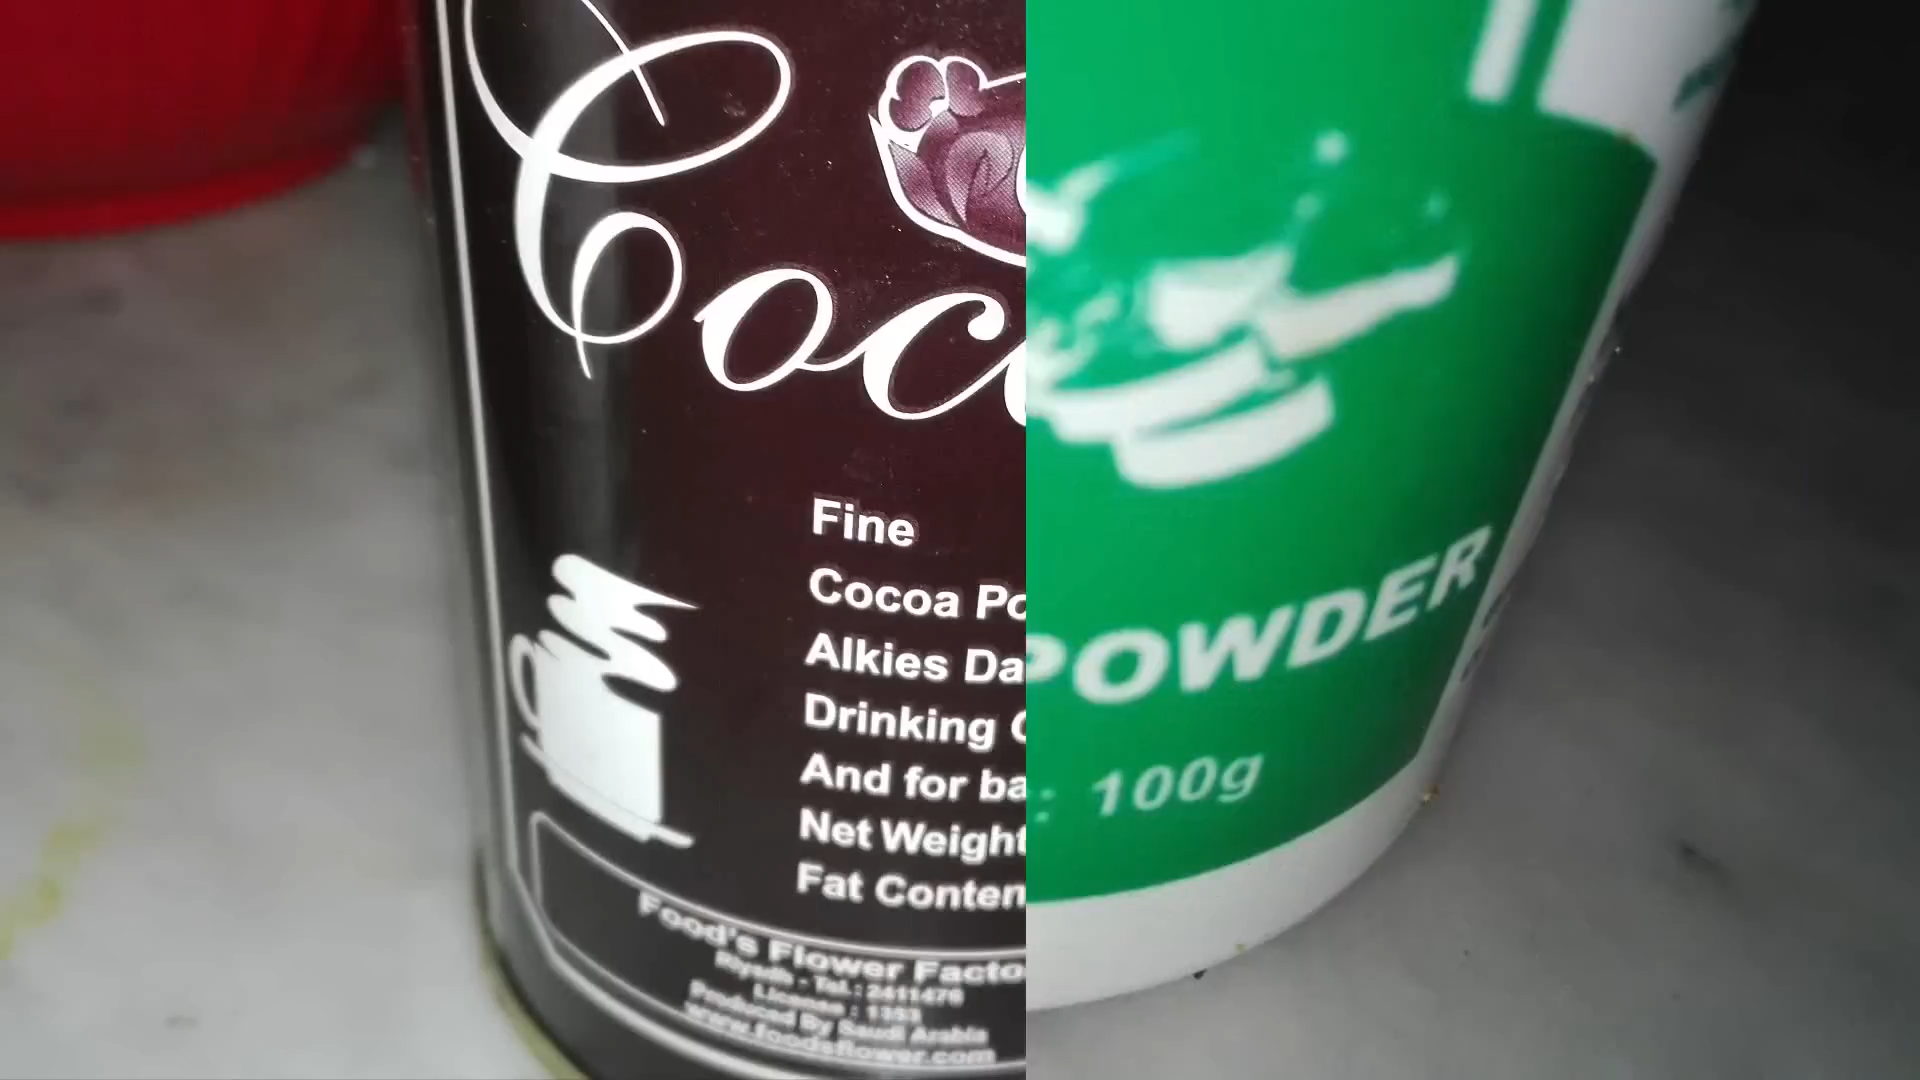 Coc
Fine
Cocoa Po
Alkies Da
Drinking
And for ba
Net Weight
Fat Conten
Food's Flower Facto
Riyadh - Tel.: 2411476
License : 1353
Produced By Saudi Arabia
www.foodsflower.com
POWDER
: 100g